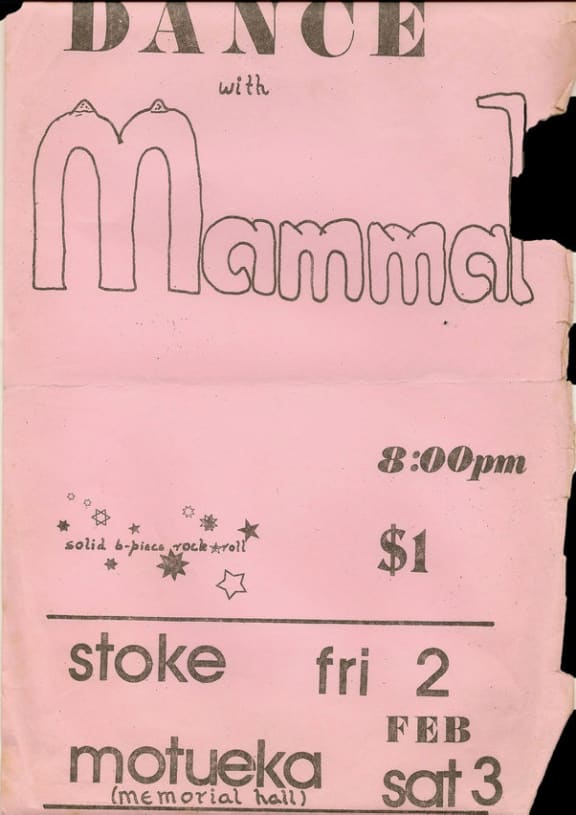 DANCE
with
Mammal
8:00pm
solid 6-piece rock & roll
$1
stoke fri 2
FEB
motueka sat 3
(memorial hall)